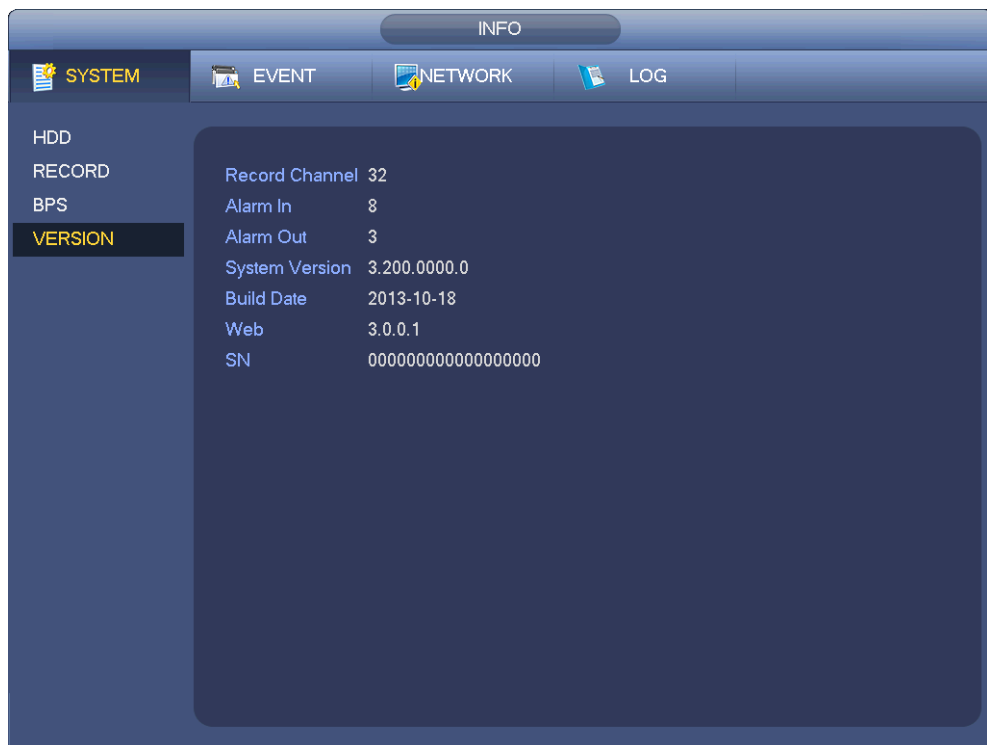 INFO
SYSTEM EVENT NETWORK LOG
HDD
RECORD
BPS
VERSION
Record Channel 32
Alarm In 8
Alarm Out 3
System Version 3.200.0000.0
Build Date 2013-10-18
Web 3.0.0.1
SN 000000000000000000